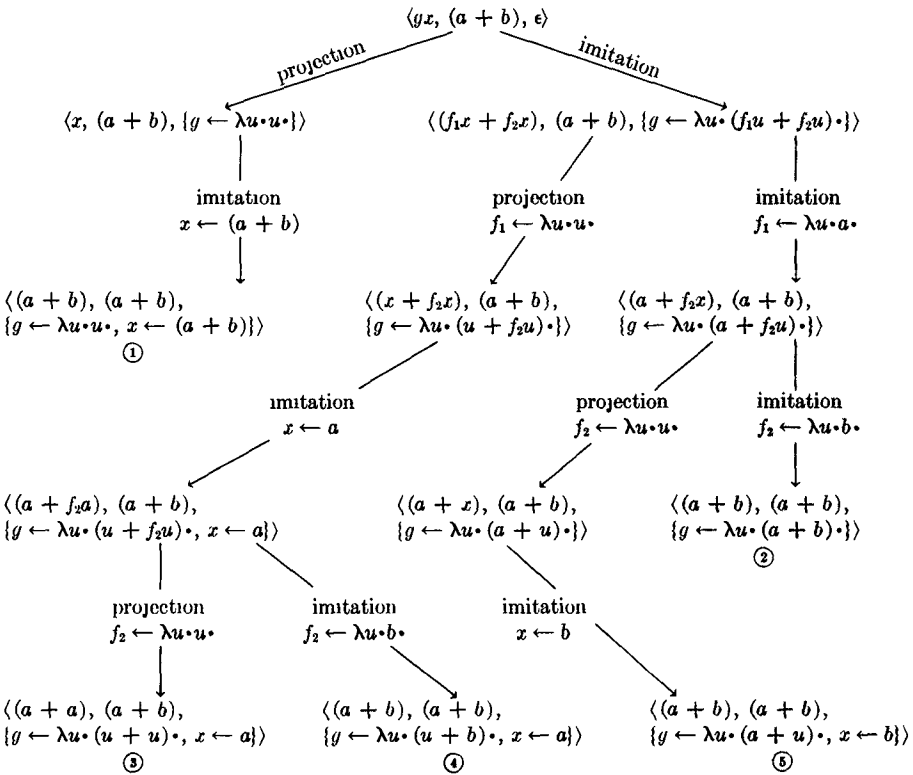 ⟨gx, (a + b), ϵ⟩
projection
imitation
⟨x, (a + b), {g ← λu•u•}⟩
⟨(f₁x + f₂x), (a + b), {g ← λu•(f₁u + f₂u)•}⟩
imitation
x ← (a + b)
projection
f₁ ← λu•u•
imitation
f₁ ← λu•a•
⟨(a + b), (a + b),
{g ← λu•u•, x ← (a + b)}⟩
①
⟨(x + f₂x), (a + b),
{g ← λu•(u + f₂u)•}⟩
⟨(a + f₂x), (a + b),
{g ← λu•(a + f₂u)•}⟩
imitation
x ← a
projection
f₂ ← λu•u•
imitation
f₂ ← λu•b•
⟨(a + f₂a), (a + b),
{g ← λu•(u + f₂u)•, x ← a}⟩
⟨(a + x), (a + b),
{g ← λu•(a + u)•}⟩
⟨(a + b), (a + b),
{g ← λu•(a + b)•}⟩
②
projection
f₂ ← λu•u•
imitation
f₂ ← λu•b•
imitation
x ← b
⟨(a + a), (a + b),
{g ← λu•(u + u)•, x ← a}⟩
③
⟨(a + b), (a + b),
{g ← λu•(u + b)•, x ← a}⟩
④
⟨(a + b), (a + b),
{g ← λu•(a + u)•, x ← b}⟩
⑤